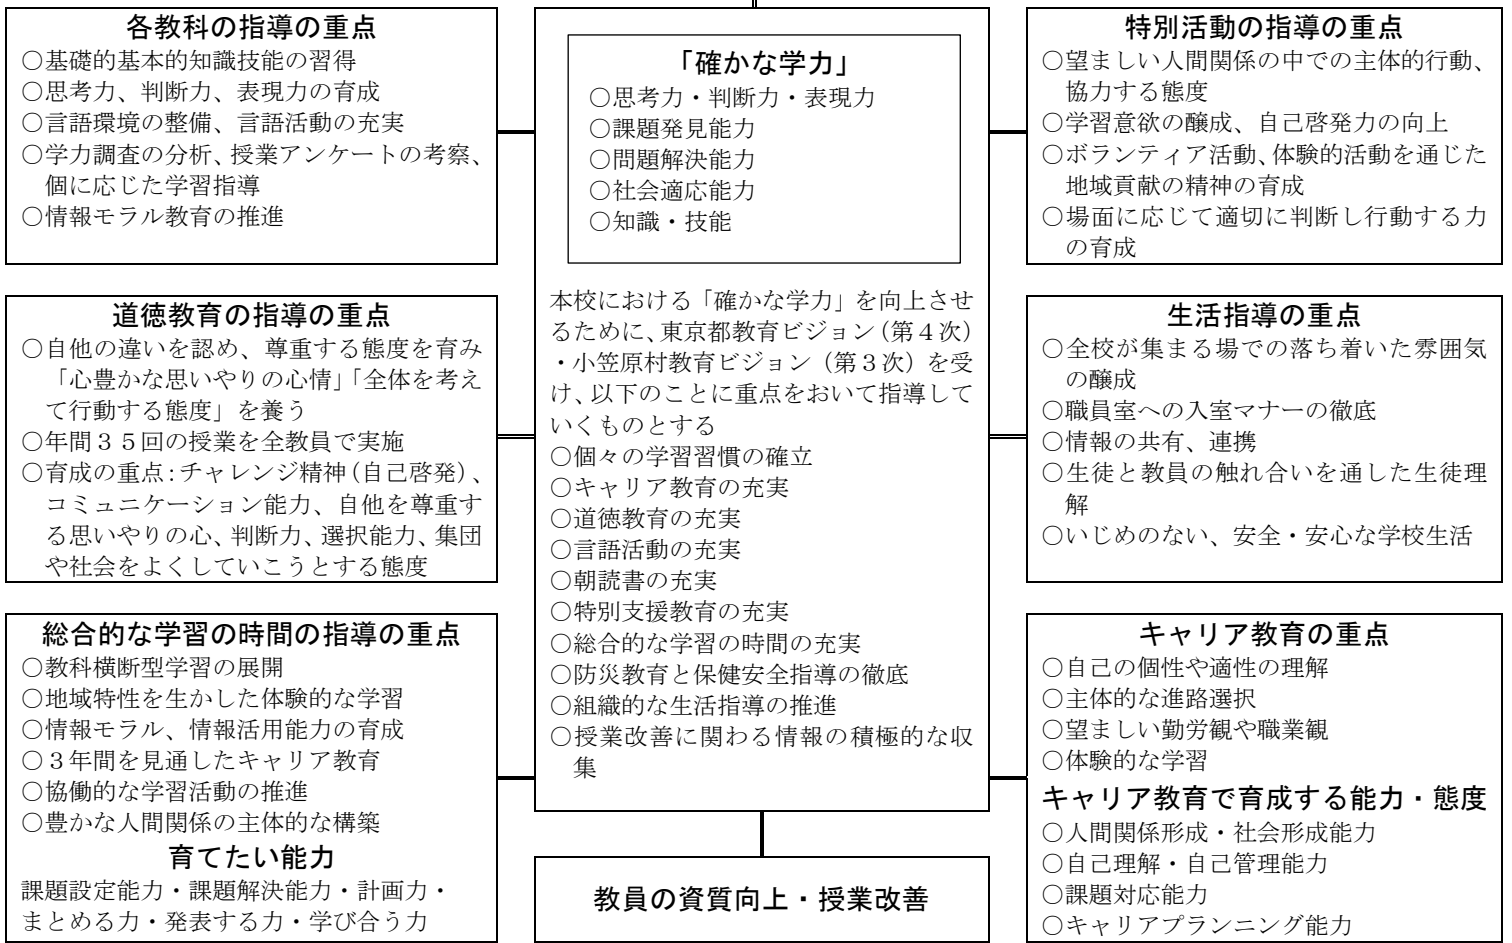 各教科の指導の重点
○基礎的基本的知識技能の習得
○思考力、判断力、表現力の育成
○言語環境の整備、言語活動の充実
○学力調査の分析、授業アンケートの考察、
個に応じた学習指導
○情報モラル教育の推進
道徳教育の指導の重点
○自他の違いを認め、尊重する態度を育み
「心豊かな思いやりの心情」「全体を考え
て行動する態度」を養う
○年間３５回の授業を全教員で実施
○育成の重点：チャレンジ精神（自己啓発）、
コミュニケーション能力、自他を尊重す
る思いやりの心、判断力、選択能力、集団
や社会をよくしていこうとする態度
総合的な学習の時間の指導の重点
○教科横断型学習の展開
○地域特性を生かした体験的な学習
○情報モラル、情報活用能力の育成
○３年間を見通したキャリア教育
○協働的な学習活動の推進
○豊かな人間関係の主体的な構築
育てたい能力
課題設定能力・課題解決能力・計画力・
まとめる力・発表する力・学び合う力
「確かな学力」
○思考力・判断力・表現力
○課題発見能力
○問題解決能力
○社会適応能力
○知識・技能
本校における「確かな学力」を向上させ
るために、東京都教育ビジョン（第４次）
・小笠原村教育ビジョン（第３次）を受
け、以下のことに重点をおいて指導して
いくものとする
○個々の学習習慣の確立
○キャリア教育の充実
○道徳教育の充実
○言語活動の充実
○朝読書の充実
○特別支援教育の充実
○総合的な学習の時間の充実
○防災教育と保健安全指導の徹底
○組織的な生活指導の推進
○授業改善に関わる情報の積極的な収
集
教員の資質向上・授業改善
特別活動の指導の重点
○望ましい人間関係の中での主体的行動、
協力する態度
○学習意欲の醸成、自己啓発力の向上
○ボランティア活動、体験的活動を通じた
地域貢献の精神の育成
○場面に応じて適切に判断し行動する力
の育成
生活指導の重点
○全校が集まる場での落ち着いた雰囲気
の醸成
○職員室への入室マナーの徹底
○情報の共有、連携
○生徒と教員の触れ合いを通した生徒理
解
○いじめのない、安全・安心な学校生活
キャリア教育の重点
○自己の個性や適性の理解
○主体的な進路選択
○望ましい勤労観や職業観
○体験的な学習
キャリア教育で育成する能力・態度
○人間関係形成・社会形成能力
○自己理解・自己管理能力
○課題対応能力
○キャリアプランニング能力